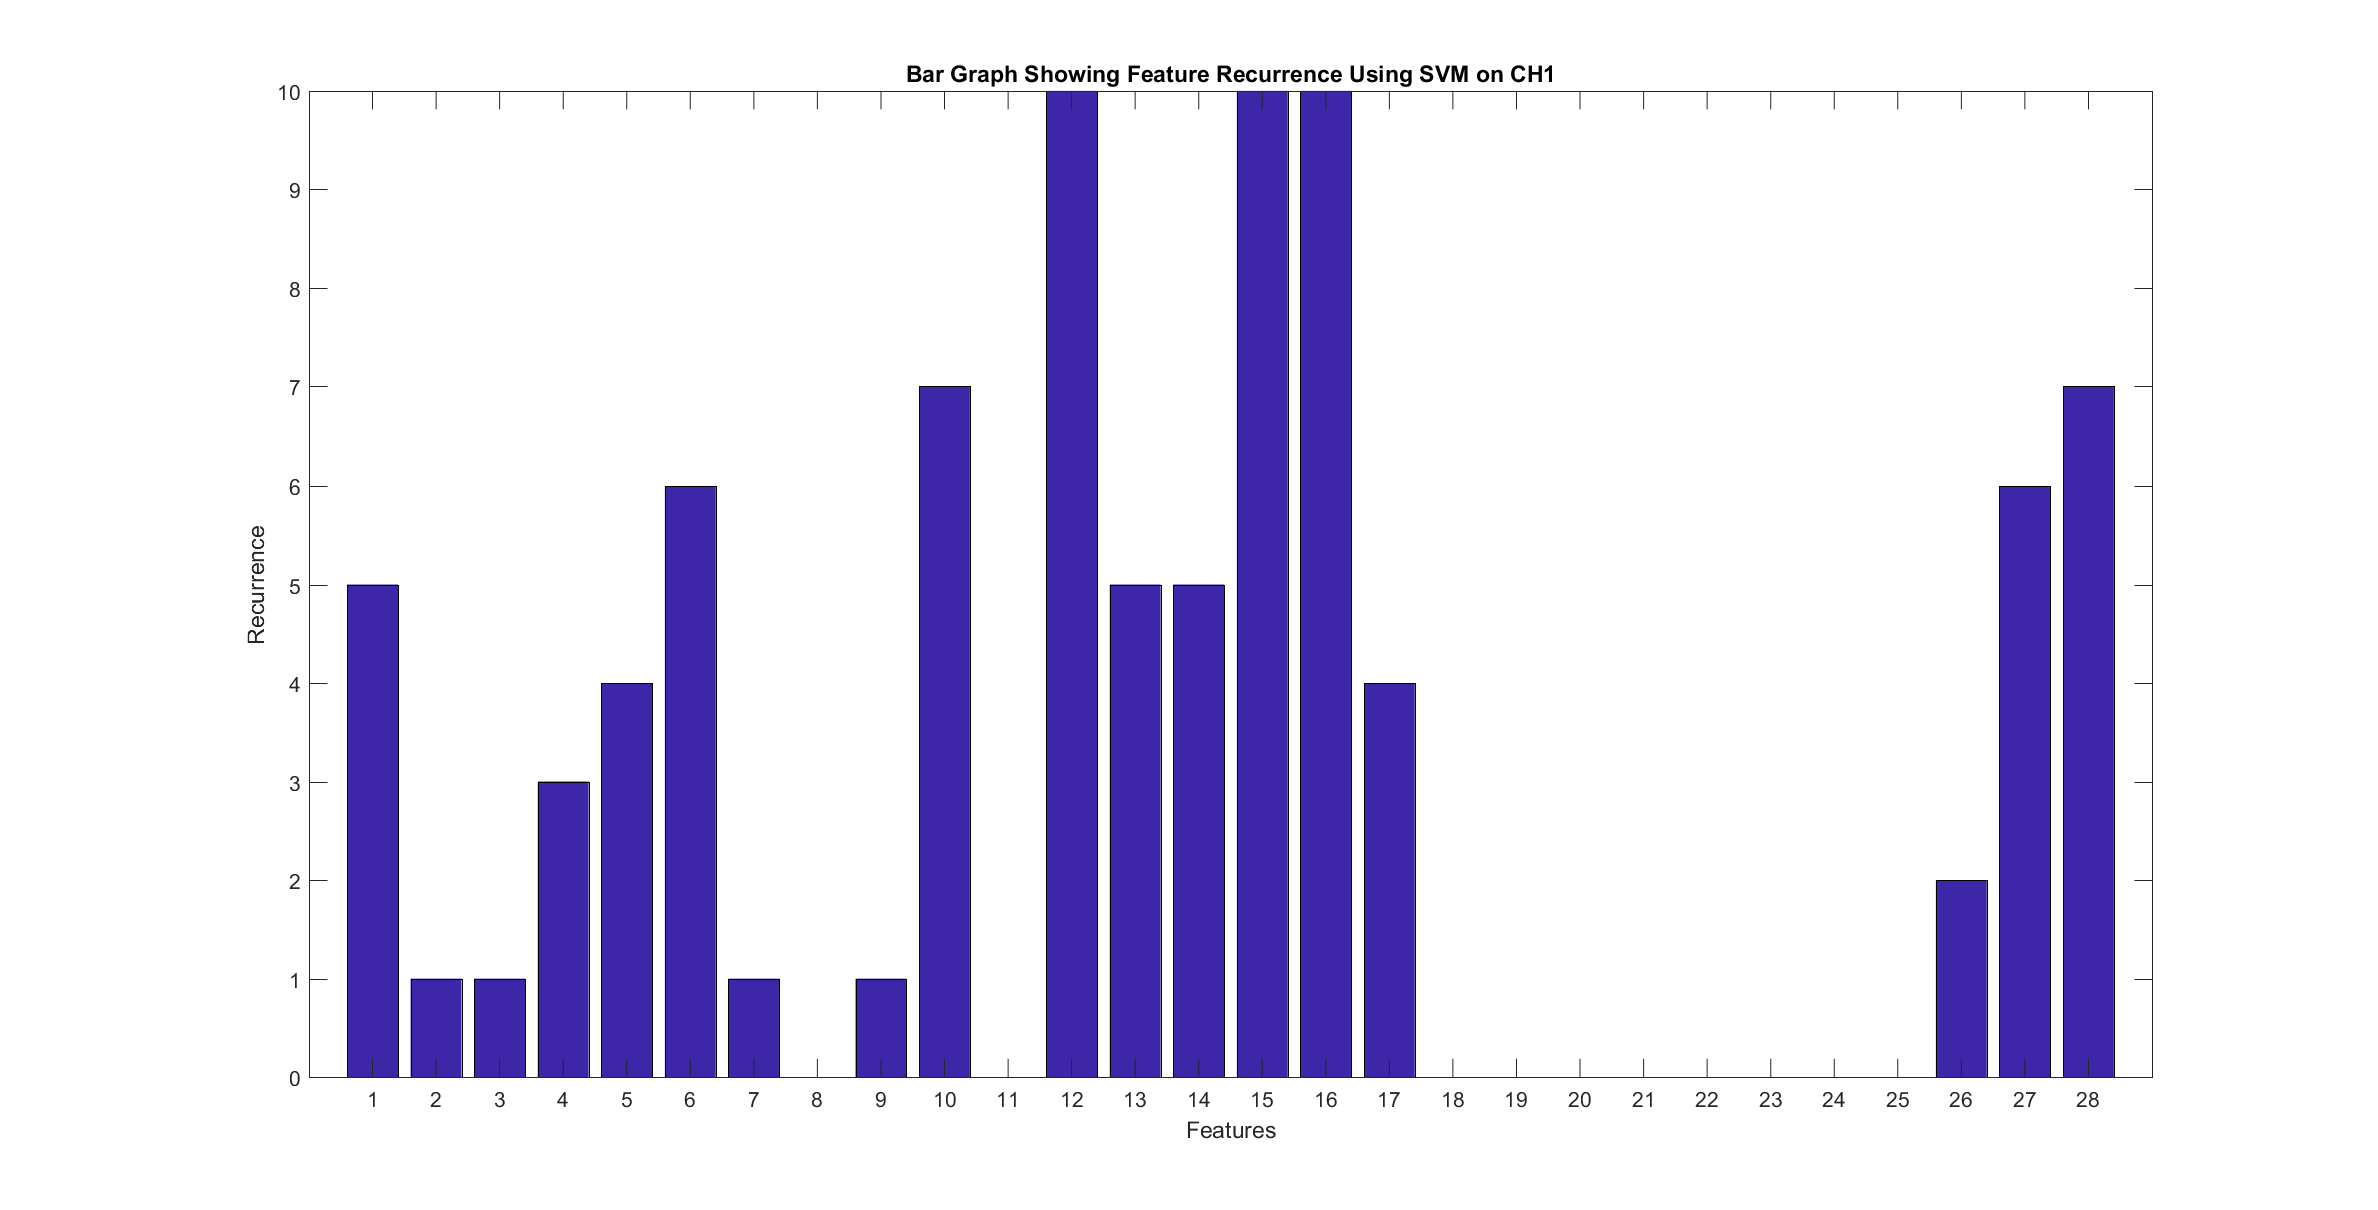 Bar Graph Showing Feature Recurrence Using SVM on CH1
10
9
8
7
6
5
4
3
2
1
0
Recurrence
1 2 3 4 5 6 7 8 9 10 11 12 13 14 15 16 17 18 19 20 21 22 23 24 25 26 27 28
Features